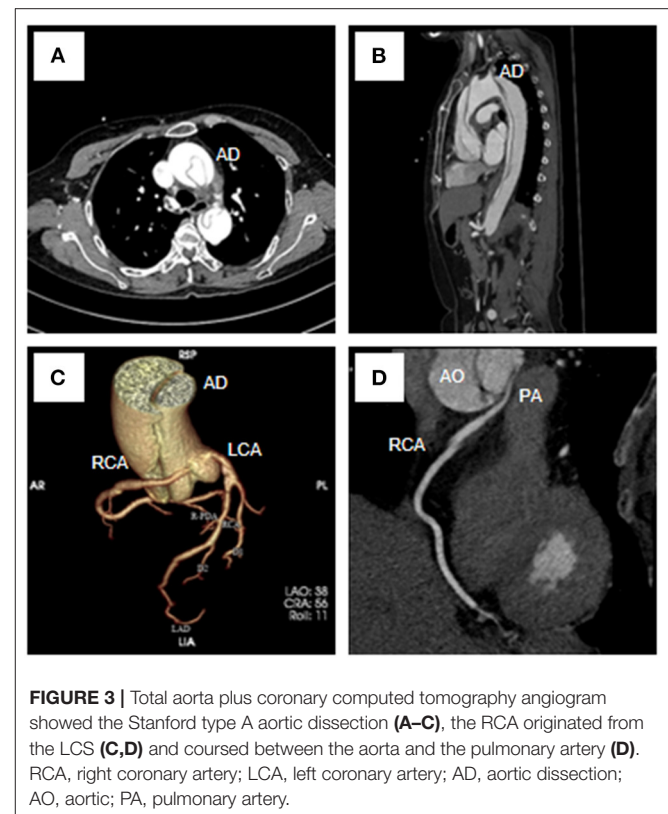 A
AD
B
AD
C
RSP
AD
RCA
LCA
AR
PL
R-PDA
D2
LAO: 38
CRA: 56
Roll: 11
LAD
LIA
D
AO
PA
RCA
FIGURE 3 | Total aorta plus coronary computed tomography angiogram
showed the Stanford type A aortic dissection (A–C), the RCA originated from
the LCS (C,D) and coursed between the aorta and the pulmonary artery (D).
RCA, right coronary artery; LCA, left coronary artery; AD, aortic dissection;
AO, aortic; PA, pulmonary artery.